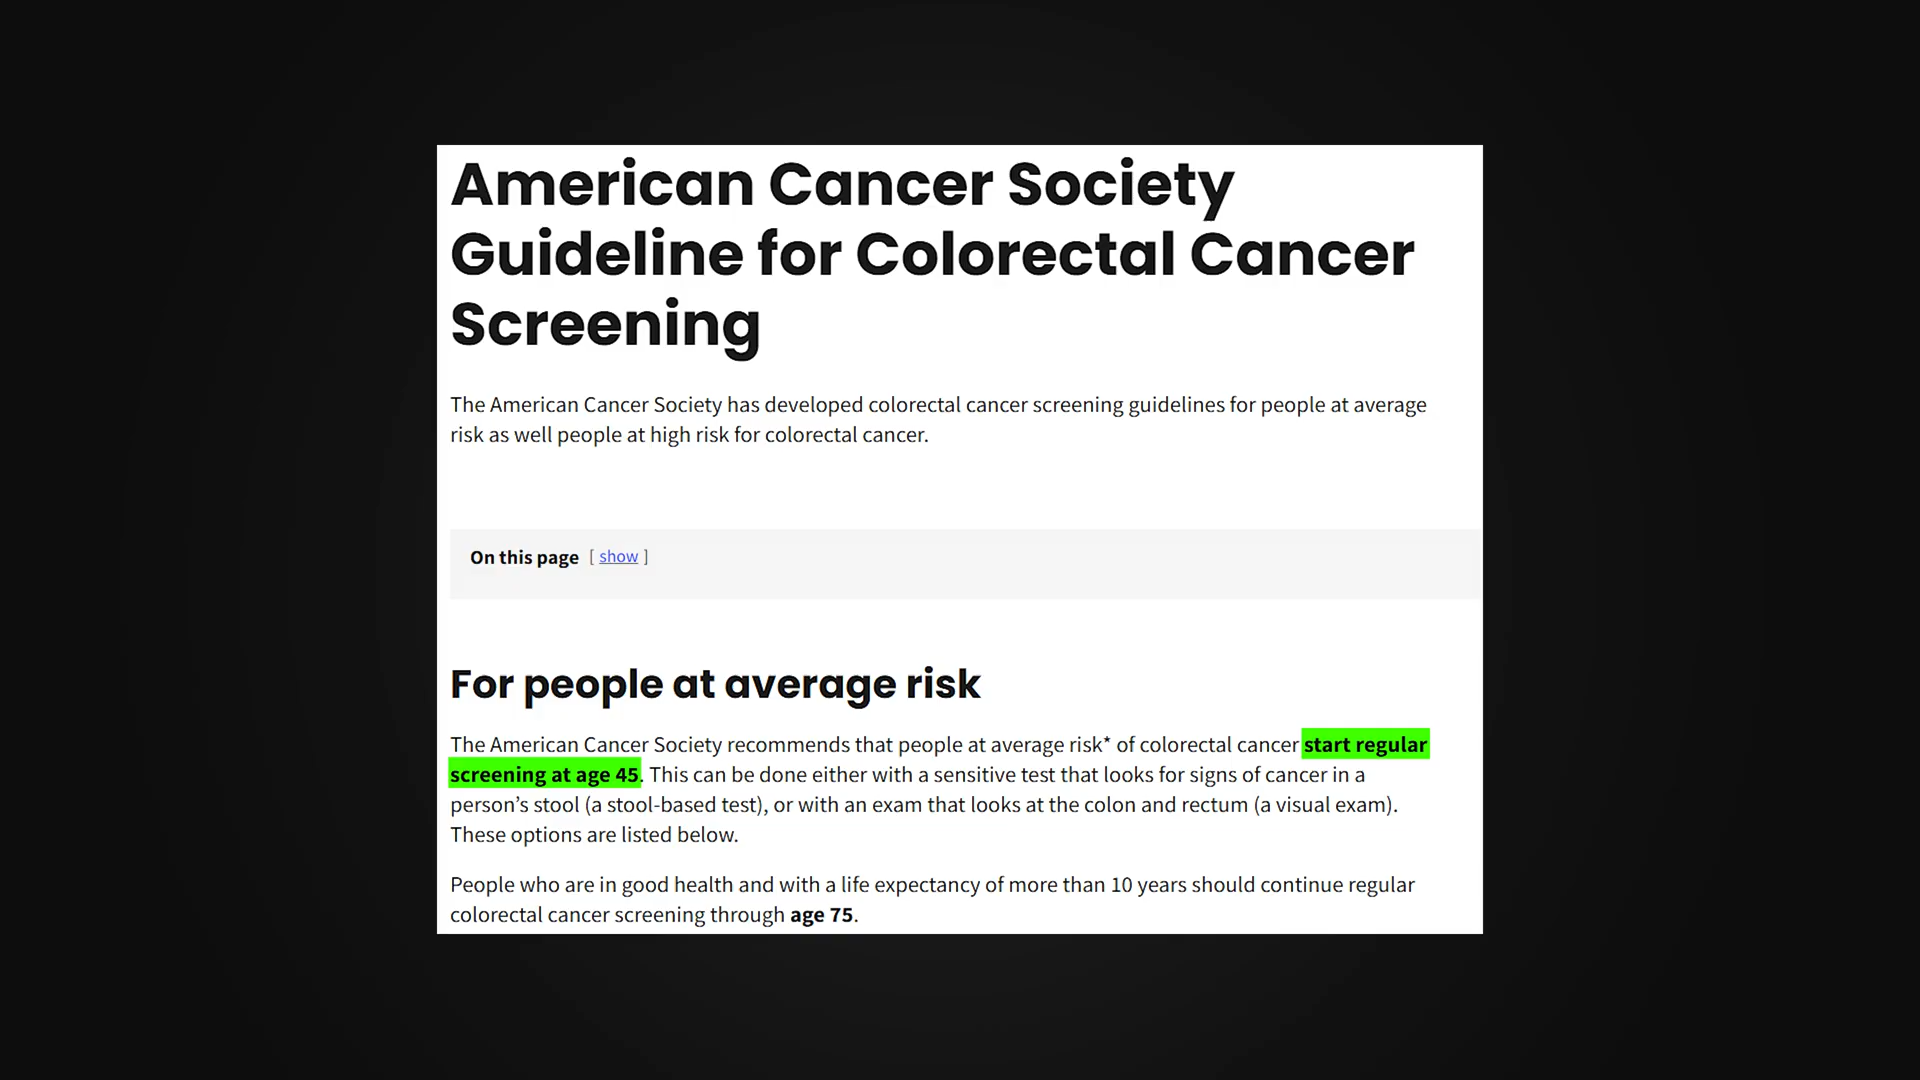 American Cancer Society
Guideline for Colorectal Cancer
Screening
The American Cancer Society has developed colorectal cancer screening guidelines for people at average
risk as well people at high risk for colorectal cancer.
On this page [ show ]
For people at average risk
The American Cancer Society recommends that people at average risk* of colorectal cancer start regular
screening at age 45. This can be done either with a sensitive test that looks for signs of cancer in a
person’s stool (a stool-based test), or with an exam that looks at the colon and rectum (a visual exam).
These options are listed below.
People who are in good health and with a life expectancy of more than 10 years should continue regular
colorectal cancer screening through age 75.